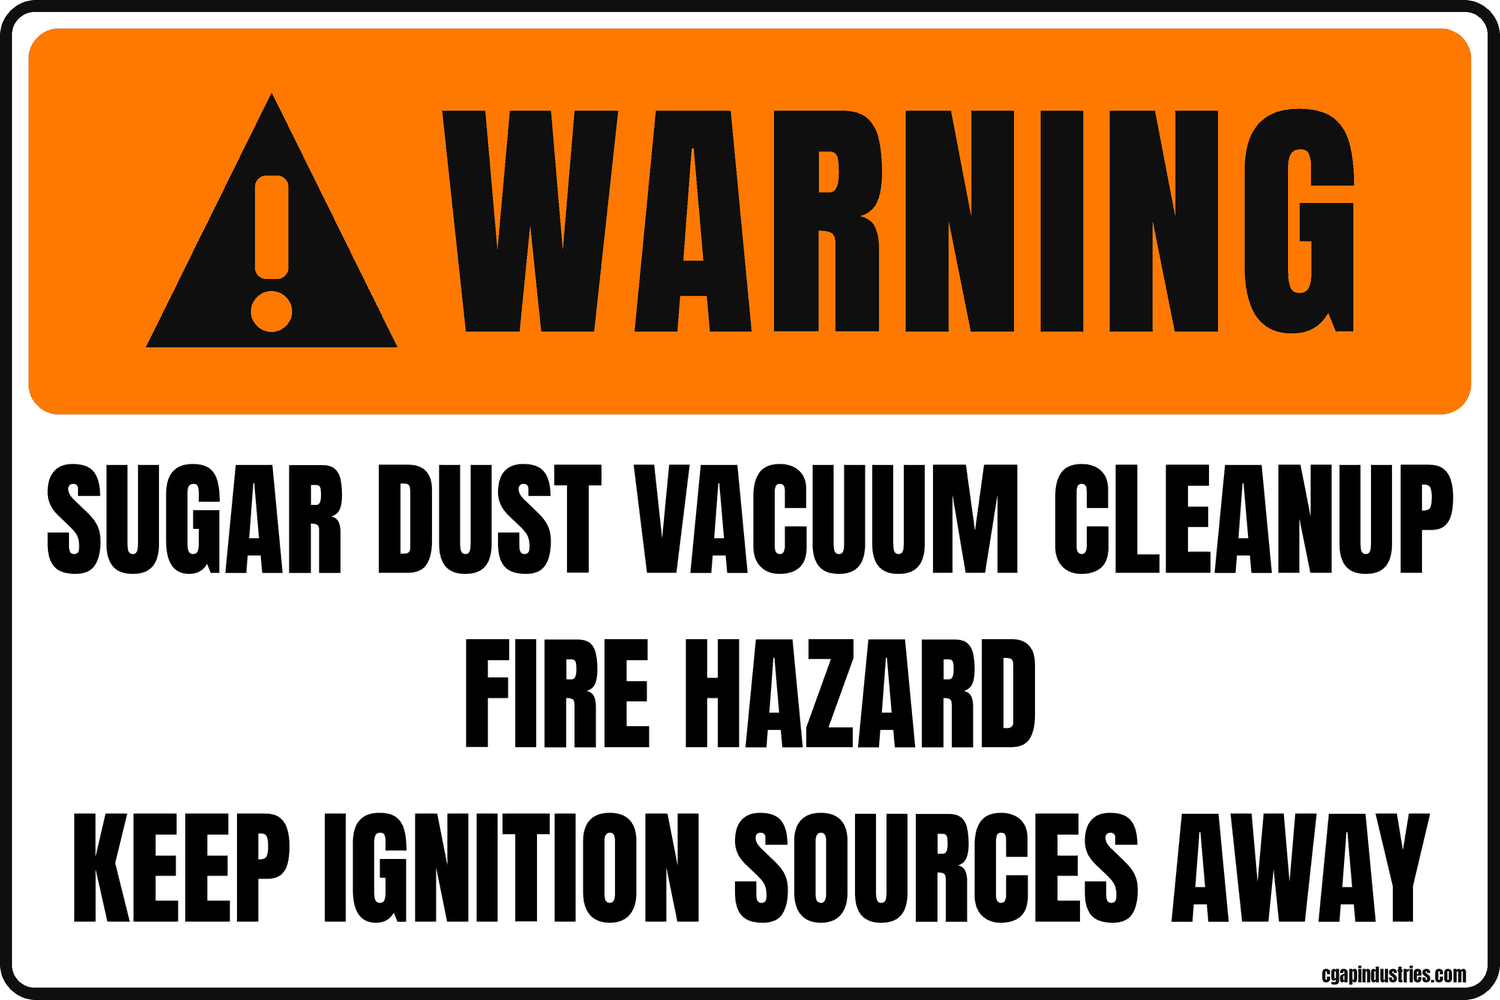 WARNING
SUGAR DUST VACUUM CLEANUP
FIRE HAZARD
KEEP IGNITION SOURCES AWAY
cgapindustries.com